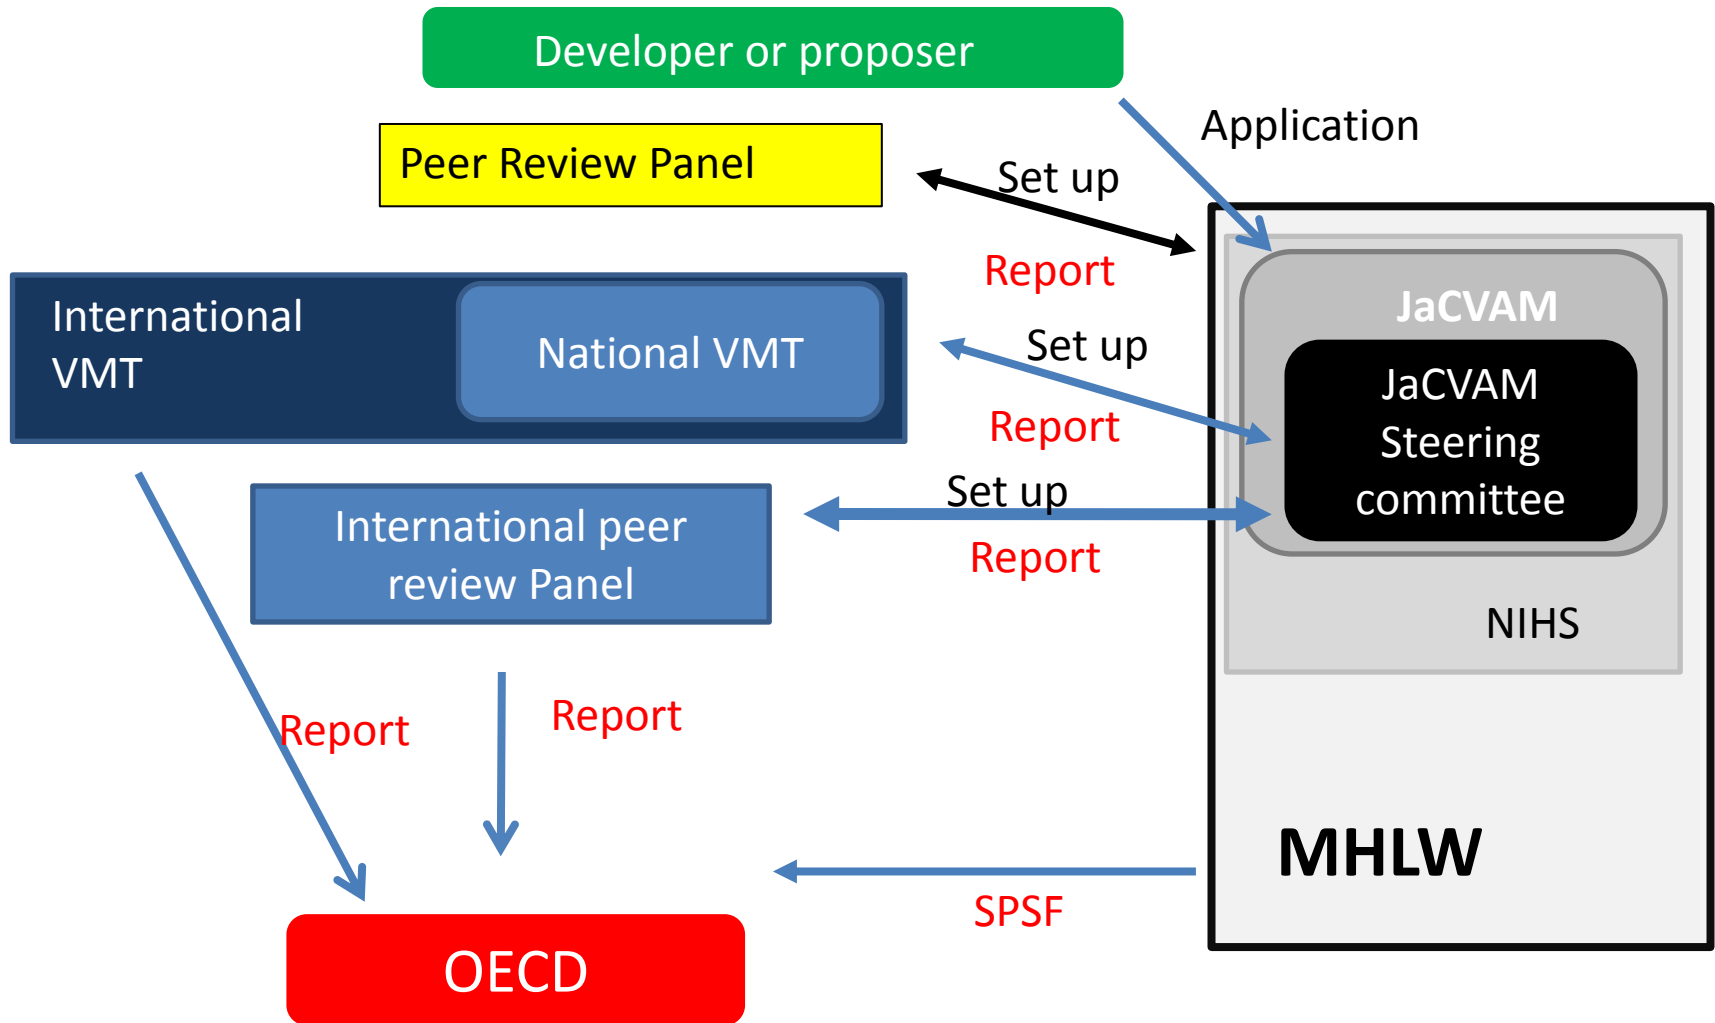 Developer or proposer
Application
Peer Review Panel
Set up
Report
International
VMT
National VMT
Set up
Report
JaCVAM
JaCVAM
Steering
committee
Set up
Report
International peer
review Panel
NIHS
Report
Report
MHLW
SPSF
OECD